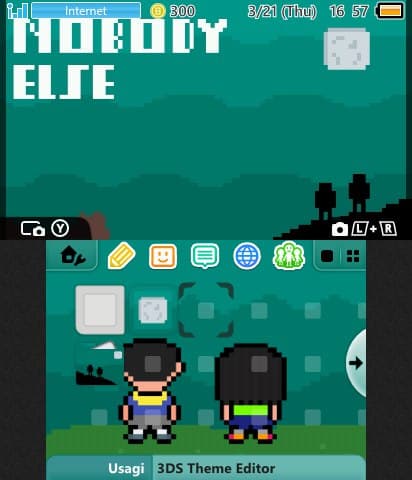 Internet 300 3/21 (Thu) 16 57
NOBODY
ELSE
Y L + R
Usagi 3DS Theme Editor